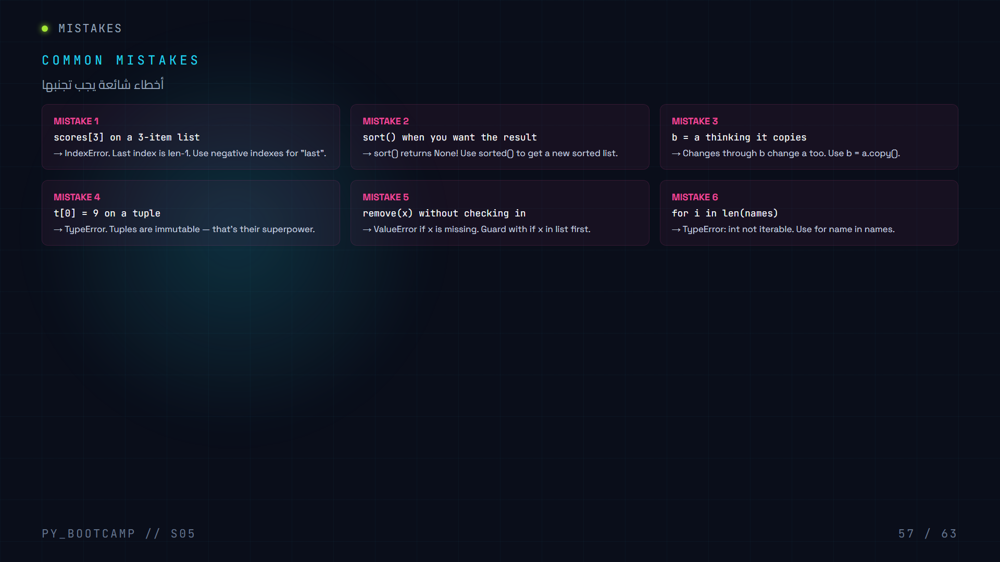 MISTAKES
COMMON MISTAKES
أخطاء شائعة يجب تجنبها
MISTAKE 1
scores[3] on a 3-item list
→ IndexError. Last index is len-1. Use negative indexes for ”last”.
MISTAKE 2
sort() when you want the result
→ sort() returns None! Use sorted() to get a new sorted list.
MISTAKE 3
b = a thinking it copies
→ Changes through b change a too. Use b = a.copy().
MISTAKE 4
t[0] = 9 on a tuple
→ TypeError. Tuples are immutable — that’s their superpower.
MISTAKE 5
remove(x) without checking in
→ ValueError if x is missing. Guard with if x in list first.
MISTAKE 6
for i in len(names)
→ TypeError: int not iterable. Use for name in names.
PY_BOOTCAMP // S05
57 / 63